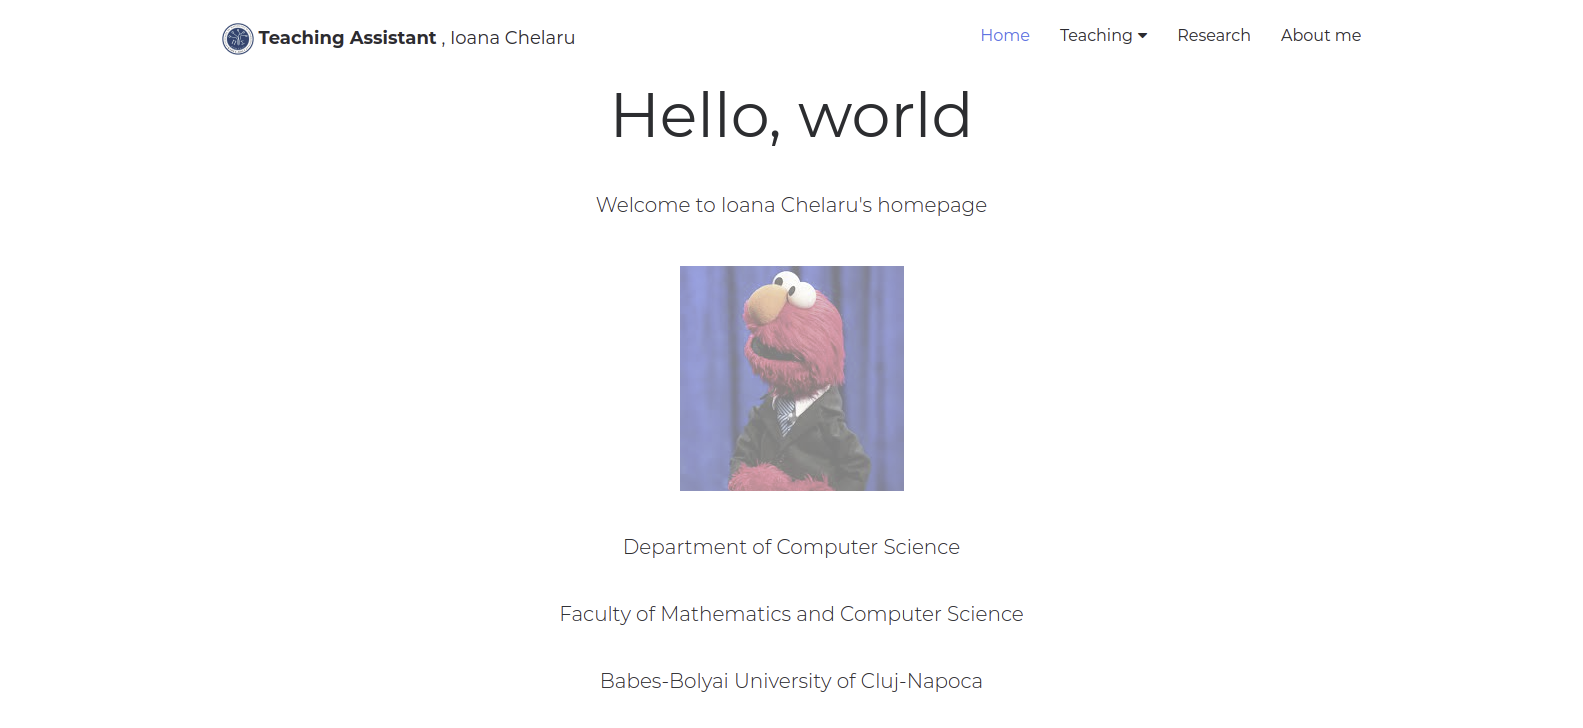 Teaching Assistant , Ioana Chelaru
Home Teaching Research About me
Hello, world
Welcome to Ioana Chelaru's homepage
Department of Computer Science
Faculty of Mathematics and Computer Science
Babes-Bolyai University of Cluj-Napoca